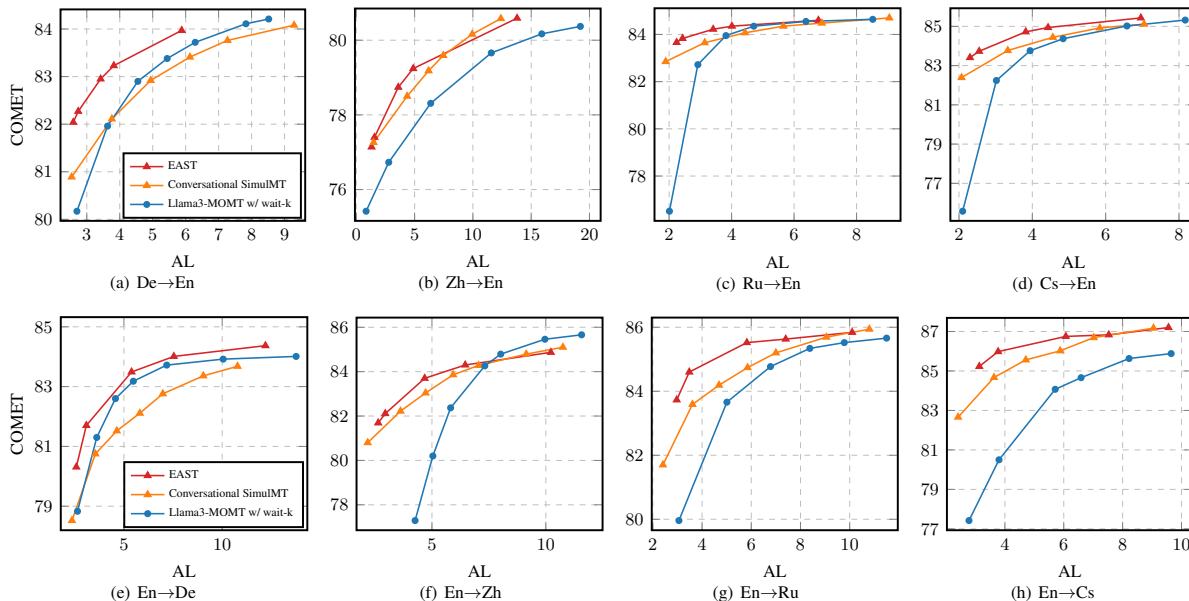 COMET
84
83
82
81
80
EAST
Conversational SimulMT
Llama3-MOMT w/ wait-k
3 4 5 6 7 8 9
AL
(a) De→En
80
78
76
0 5 10 15 20
AL
(b) Zh→En
84
82
80
78
2 4 6 8
AL
(c) Ru→En
85
83
81
79
77
2 4 6 8
AL
(d) Cs→En
COMET
85
83
81
79
EAST
Conversational SimulMT
Llama3-MOMT w/ wait-k
5 10
AL
(e) En→De
86
84
82
80
78
5 10
AL
(f) En→Zh
86
84
82
80
2 4 6 8 10
AL
(g) En→Ru
87
85
83
81
79
77
4 6 8 10
AL
(h) En→Cs